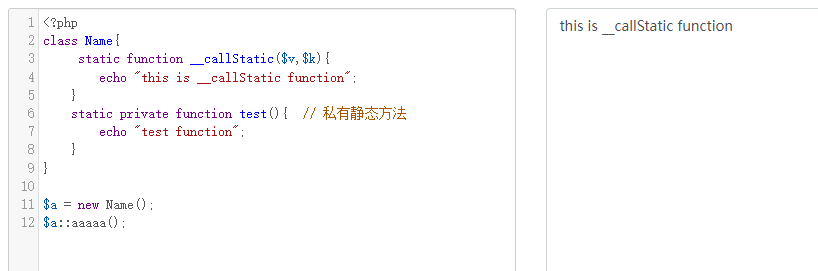 1 <?php
2 class Name{
3 static function __callStatic($v,$k){
4 echo "this is __callStatic function";
5 }
6 static private function test(){ // 私有静态方法
7 echo "test function";
8 }
9 }
10
11 $a = new Name();
12 $a::aaaaa();
this is __callStatic function